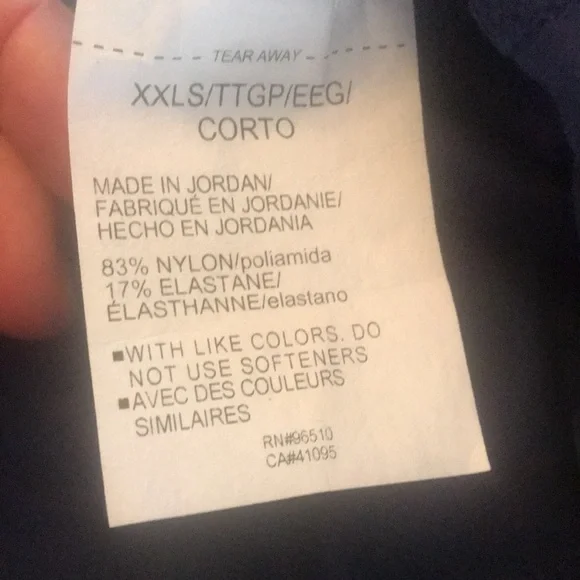 TEAR AWAY
XXLS/TTGP/EEG/
CORTO
MADE IN JORDAN/
FABRIQUÉ EN JORDANIE/
HECHO EN JORDANIA
83% NYLON/poliamida
17% ELASTANE/
ÉLASTHANNE/elastano
■WITH LIKE COLORS. DO
NOT USE SOFTENERS
■AVEC DES COULEURS
SIMILAIRES
RN#96510
CA#41095